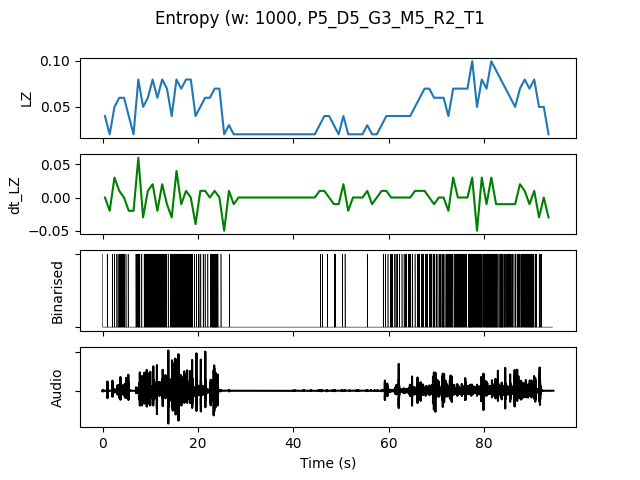 Entropy (w: 1000, P5_D5_G3_M5_R2_T1
0.10
0.05
LZ
0.05
0.00
−0.05
dt_LZ
Binarised
Audio
0 20 40 60 80
Time (s)